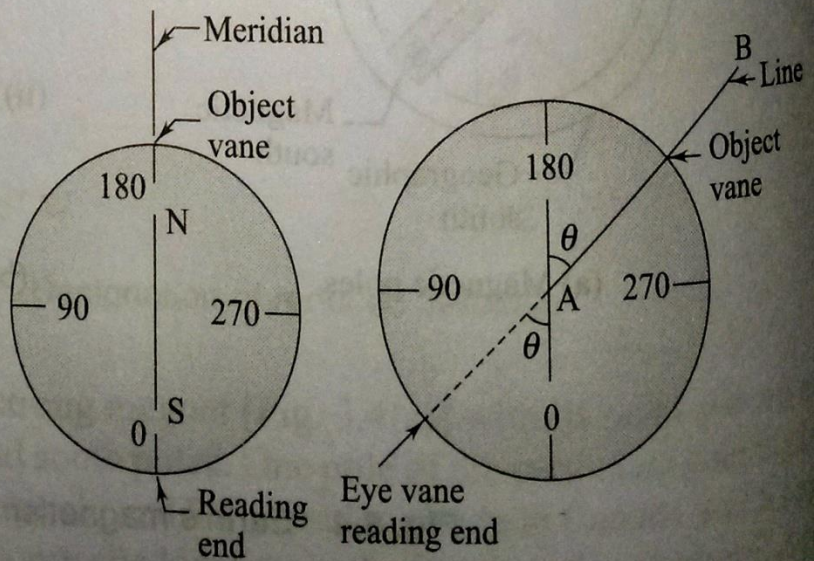 Meridian
Object
vane
180
N
90
270
S
0
Reading
end
B
Line
Object
vane
180
θ
90
A
270
θ
0
Eye vane
reading end